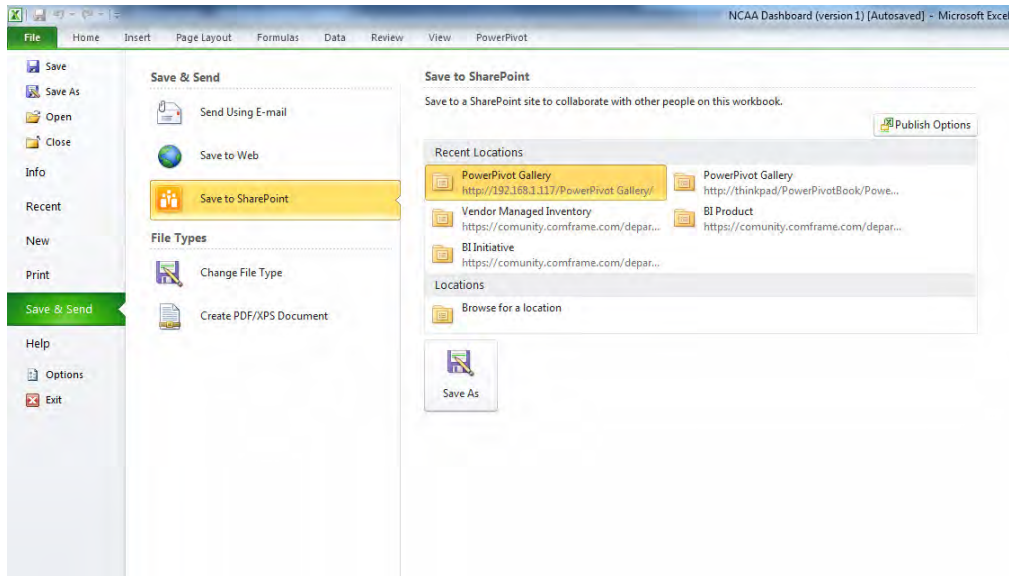 NCAA Dashboard (version 1) [Autosaved] - Microsoft Excel
File Home Insert Page Layout Formulas Data Review View PowerPivot
Save
Save As
Open
Close
Info
Recent
New
Print
Save & Send
Help
Options
Exit
Save & Send
Send Using E-mail
Save to Web
Save to SharePoint
File Types
Change File Type
Create PDF/XPS Document
Save to SharePoint
Save to a SharePoint site to collaborate with other people on this workbook.
Publish Options
Recent Locations
PowerPivot Gallery
http://192.168.1.117/PowerPivot Gallery/
PowerPivot Gallery
http://thinkpad/PowerPivotBook/Powe...
Vendor Managed Inventory
https://comunity.comframe.com/depar...
BI Product
https://comunity.comframe.com/depar...
BI Initiative
https://comunity.comframe.com/depar...
Locations
Browse for a location
Save As